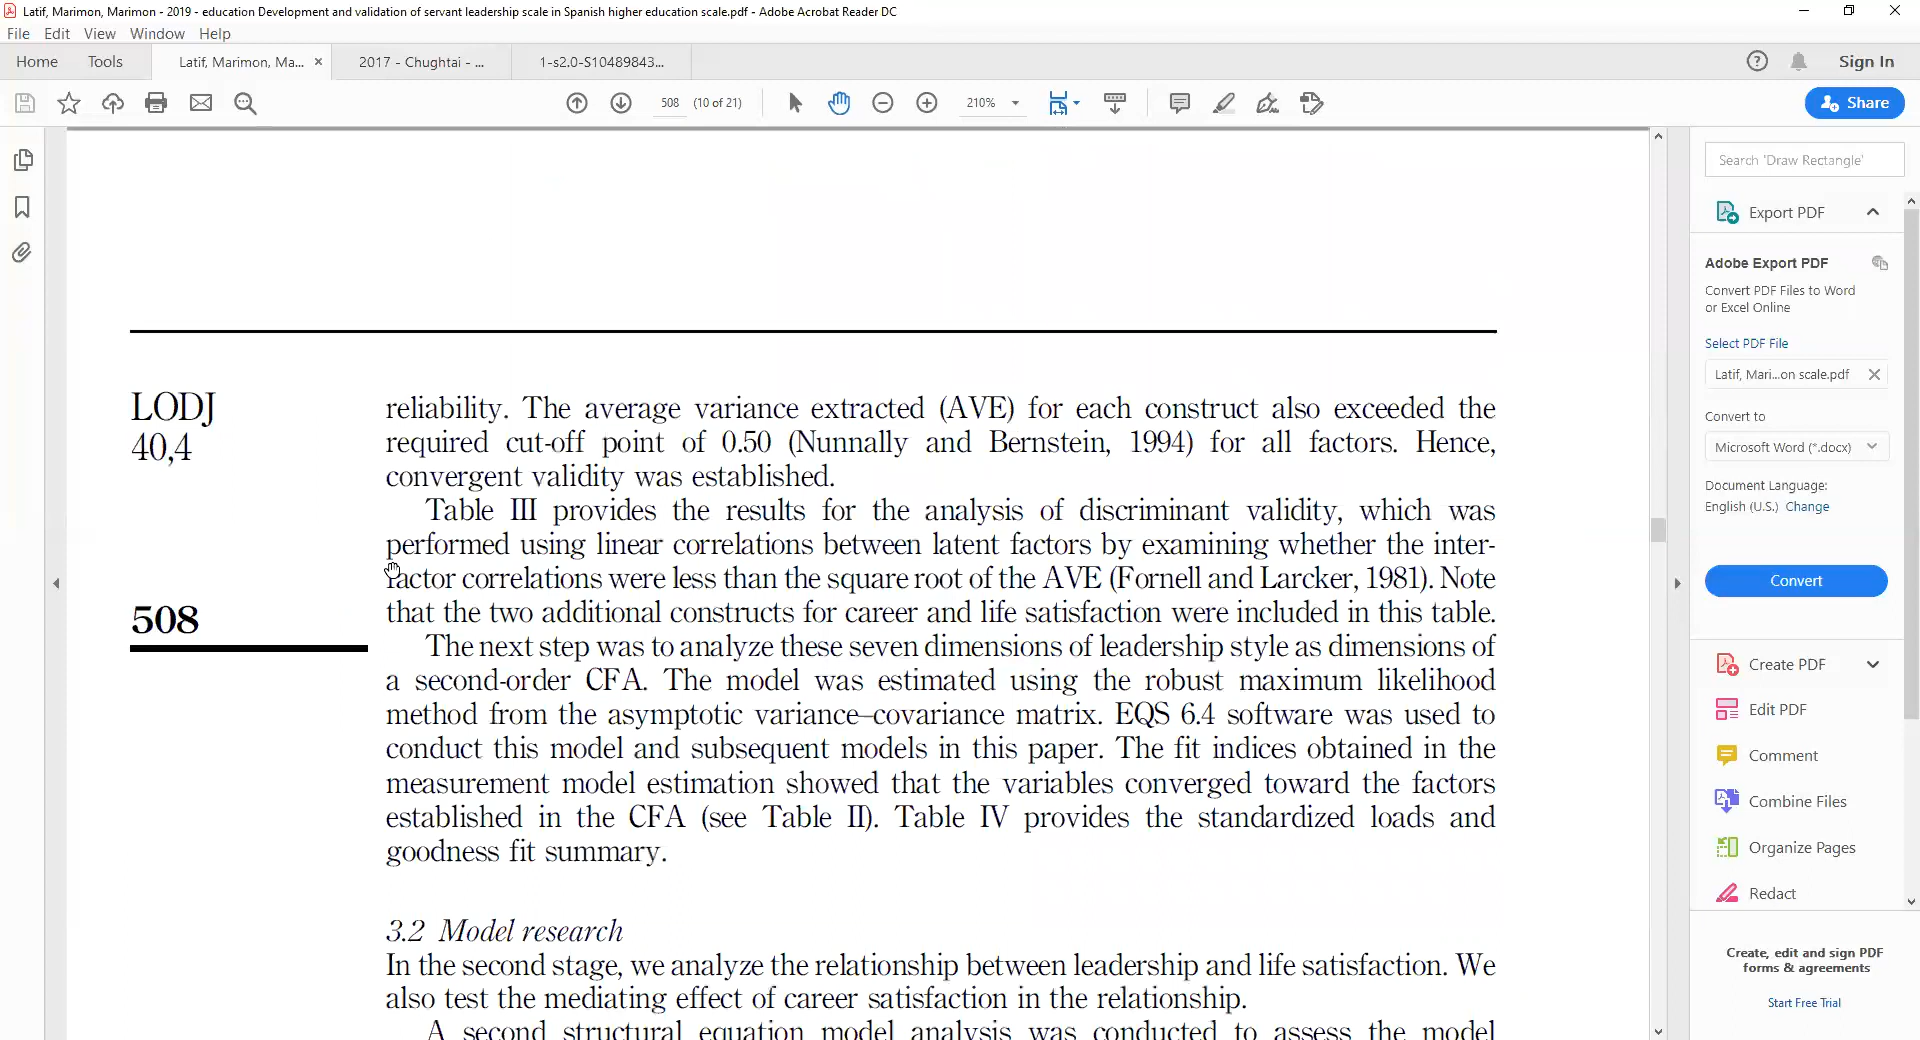 Latif, Marimon, Marimon - 2019 - education Development and validation of servant leadership scale in Spanish higher education scale.pdf - Adobe Acrobat Reader DC
File Edit View Window Help
Home Tools Latif, Marimon, Ma... × 2017 - Chughtai - ... 1-s2.0-S10489843... Sign In
508 (10 of 21) 210% Share
Search 'Draw Rectangle'
Export PDF
Adobe Export PDF
Convert PDF Files to Word
or Excel Online
Select PDF File
Latif, Mari...on scale.pdf
Convert to
Microsoft Word (*.docx)
Document Language:
English (U.S.) Change
Convert
Create PDF
Edit PDF
Comment
Combine Files
Organize Pages
Redact
Create, edit and sign PDF
forms & agreements
Start Free Trial
LODJ
40,4
508
reliability. The average variance extracted (AVE) for each construct also exceeded the
required cut-off point of 0.50 (Nunnally and Bernstein, 1994) for all factors. Hence,
convergent validity was established.
Table III provides the results for the analysis of discriminant validity, which was
performed using linear correlations between latent factors by examining whether the inter-
factor correlations were less than the square root of the AVE (Fornell and Larcker, 1981). Note
that the two additional constructs for career and life satisfaction were included in this table.
The next step was to analyze these seven dimensions of leadership style as dimensions of
a second-order CFA. The model was estimated using the robust maximum likelihood
method from the asymptotic variance–covariance matrix. EQS 6.4 software was used to
conduct this model and subsequent models in this paper. The fit indices obtained in the
measurement model estimation showed that the variables converged toward the factors
established in the CFA (see Table II). Table IV provides the standardized loads and
goodness fit summary.
3.2 Model research
In the second stage, we analyze the relationship between leadership and life satisfaction. We
also test the mediating effect of career satisfaction in the relationship.
A second structural equation model analysis was conducted to assess the model